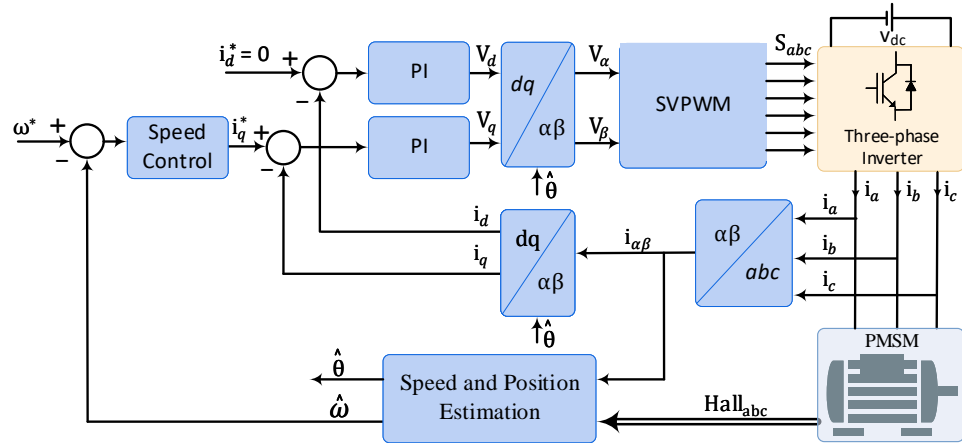 i_d^* = 0
+
−
PI
V_d
dq
αβ
V_α
SVPWM
S_abc
v_dc
Three-phase
Inverter
ω*
+
−
Speed
Control
i_q^*
+
−
PI
V_q
V_β
θ̂
i_a
i_b
i_c
i_d
i_q
dq
αβ
i_αβ
αβ
abc
i_a
i_b
i_c
θ̂
PMSM
θ̂
ω̂
Speed and Position
Estimation
Hall_abc